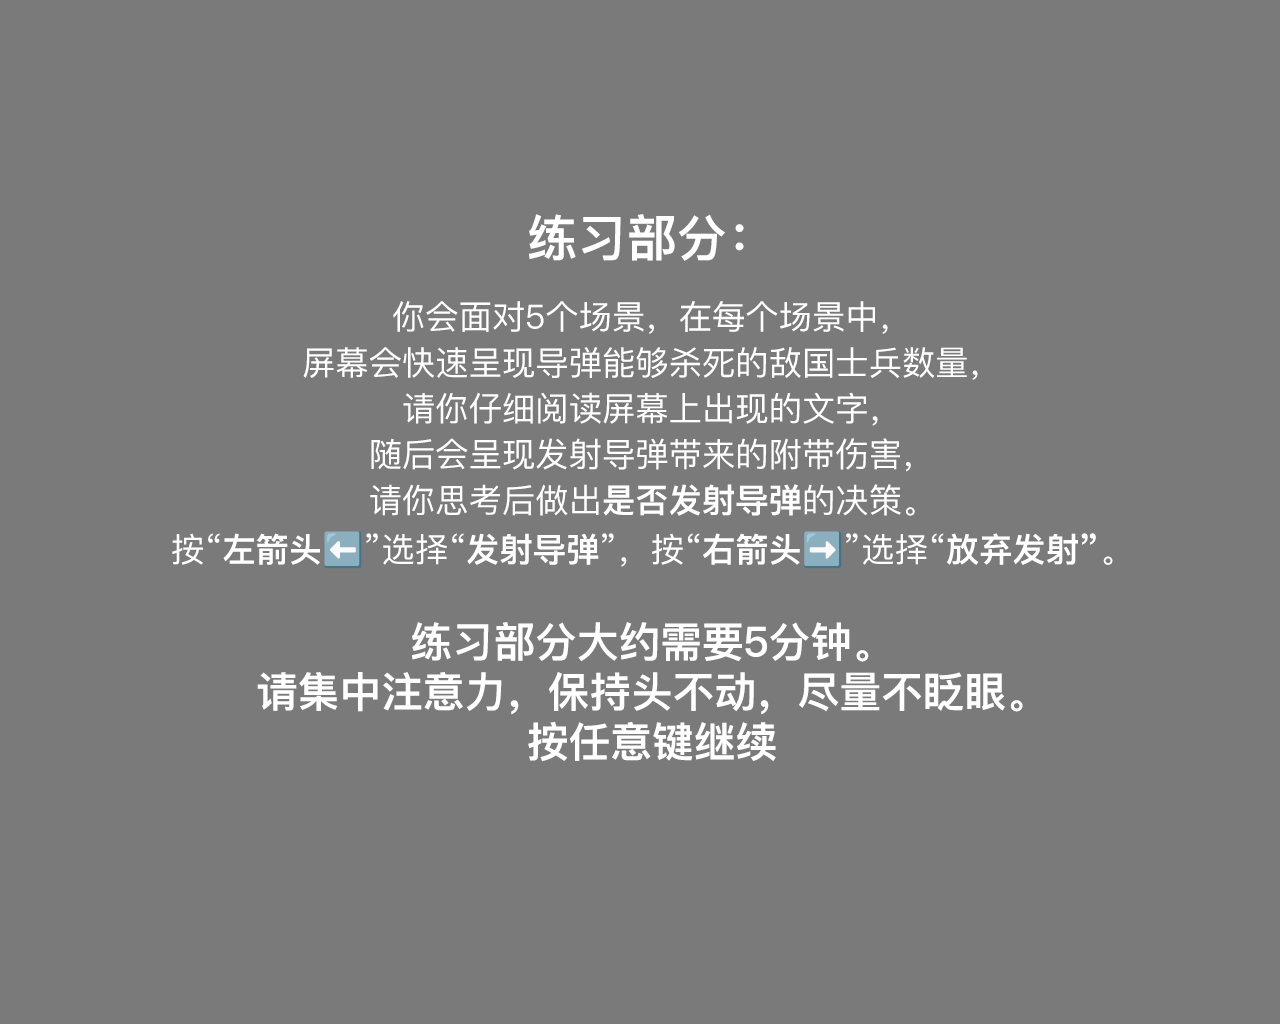 练习部分：
你会面对5个场景，在每个场景中，
屏幕会快速呈现导弹能够杀死的敌国士兵数量，
请你仔细阅读屏幕上出现的文字，
随后会呈现发射导弹带来的附带伤害，
请你思考后做出是否发射导弹的决策。
按“左箭头⬅️”选择“发射导弹”，按“右箭头➡️”选择“放弃发射”。
练习部分大约需要5分钟。
请集中注意力，保持头不动，尽量不眨眼。
按任意键继续